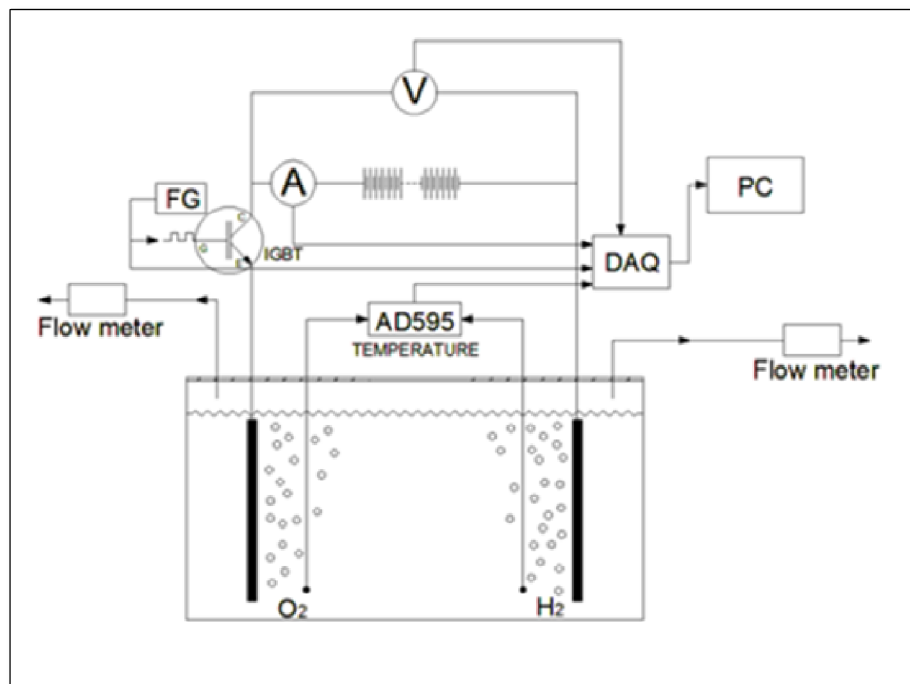 V
A
FG
C
G
E
IGBT
PC
DAQ
AD595
TEMPERATURE
Flow meter
Flow meter
O2
H2